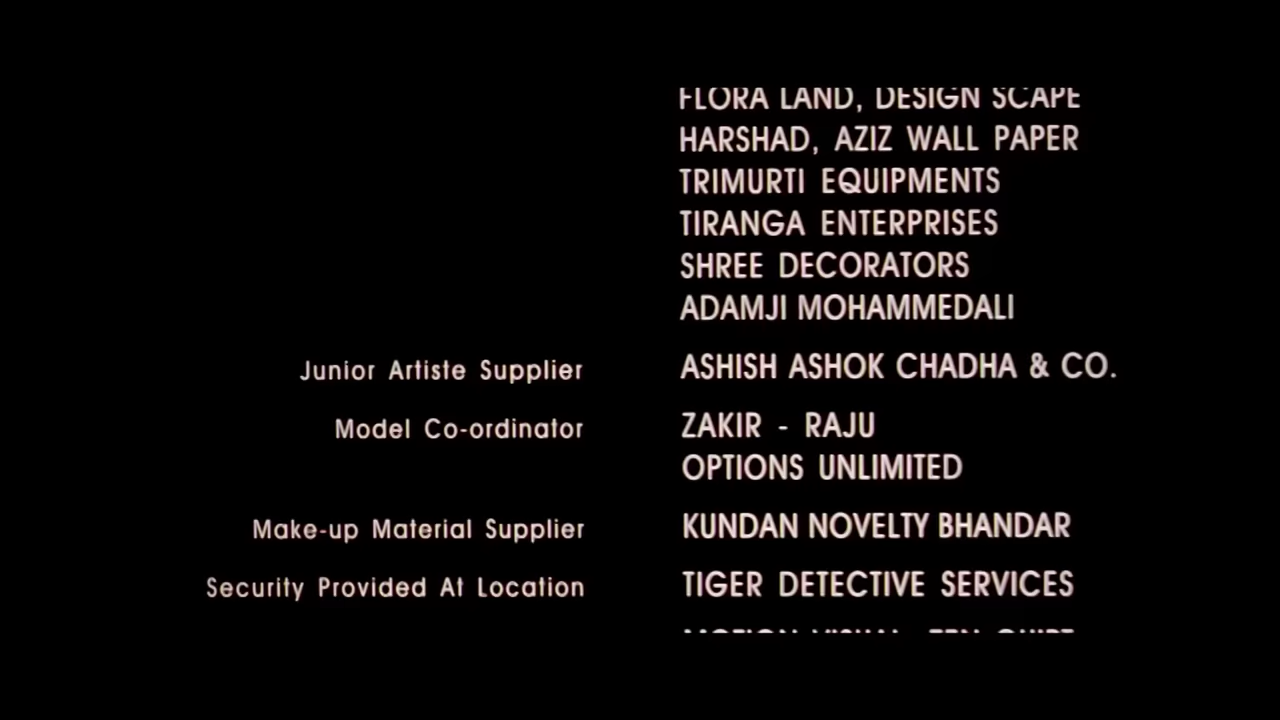 FLORA LAND, DESIGN SCAPE
HARSHAD, AZIZ WALL PAPER
TRIMURTI EQUIPMENTS
TIRANGA ENTERPRISES
SHREE DECORATORS
ADAMJI MOHAMMEDALI
Junior Artiste Supplier ASHISH ASHOK CHADHA & CO.
Model Co-ordinator ZAKIR - RAJU
OPTIONS UNLIMITED
Make-up Material Supplier KUNDAN NOVELTY BHANDAR
Security Provided At Location TIGER DETECTIVE SERVICES